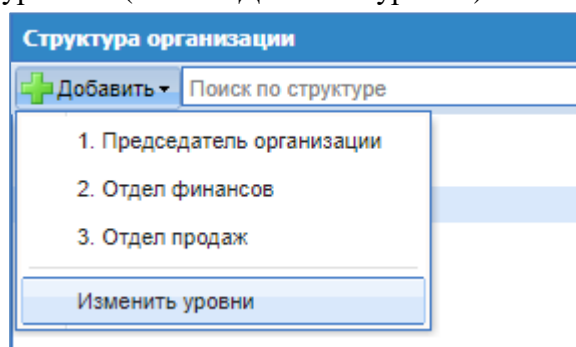 Структура организации
Добавить Поиск по структуре
1. Председатель организации
2. Отдел финансов
3. Отдел продаж
Изменить уровни